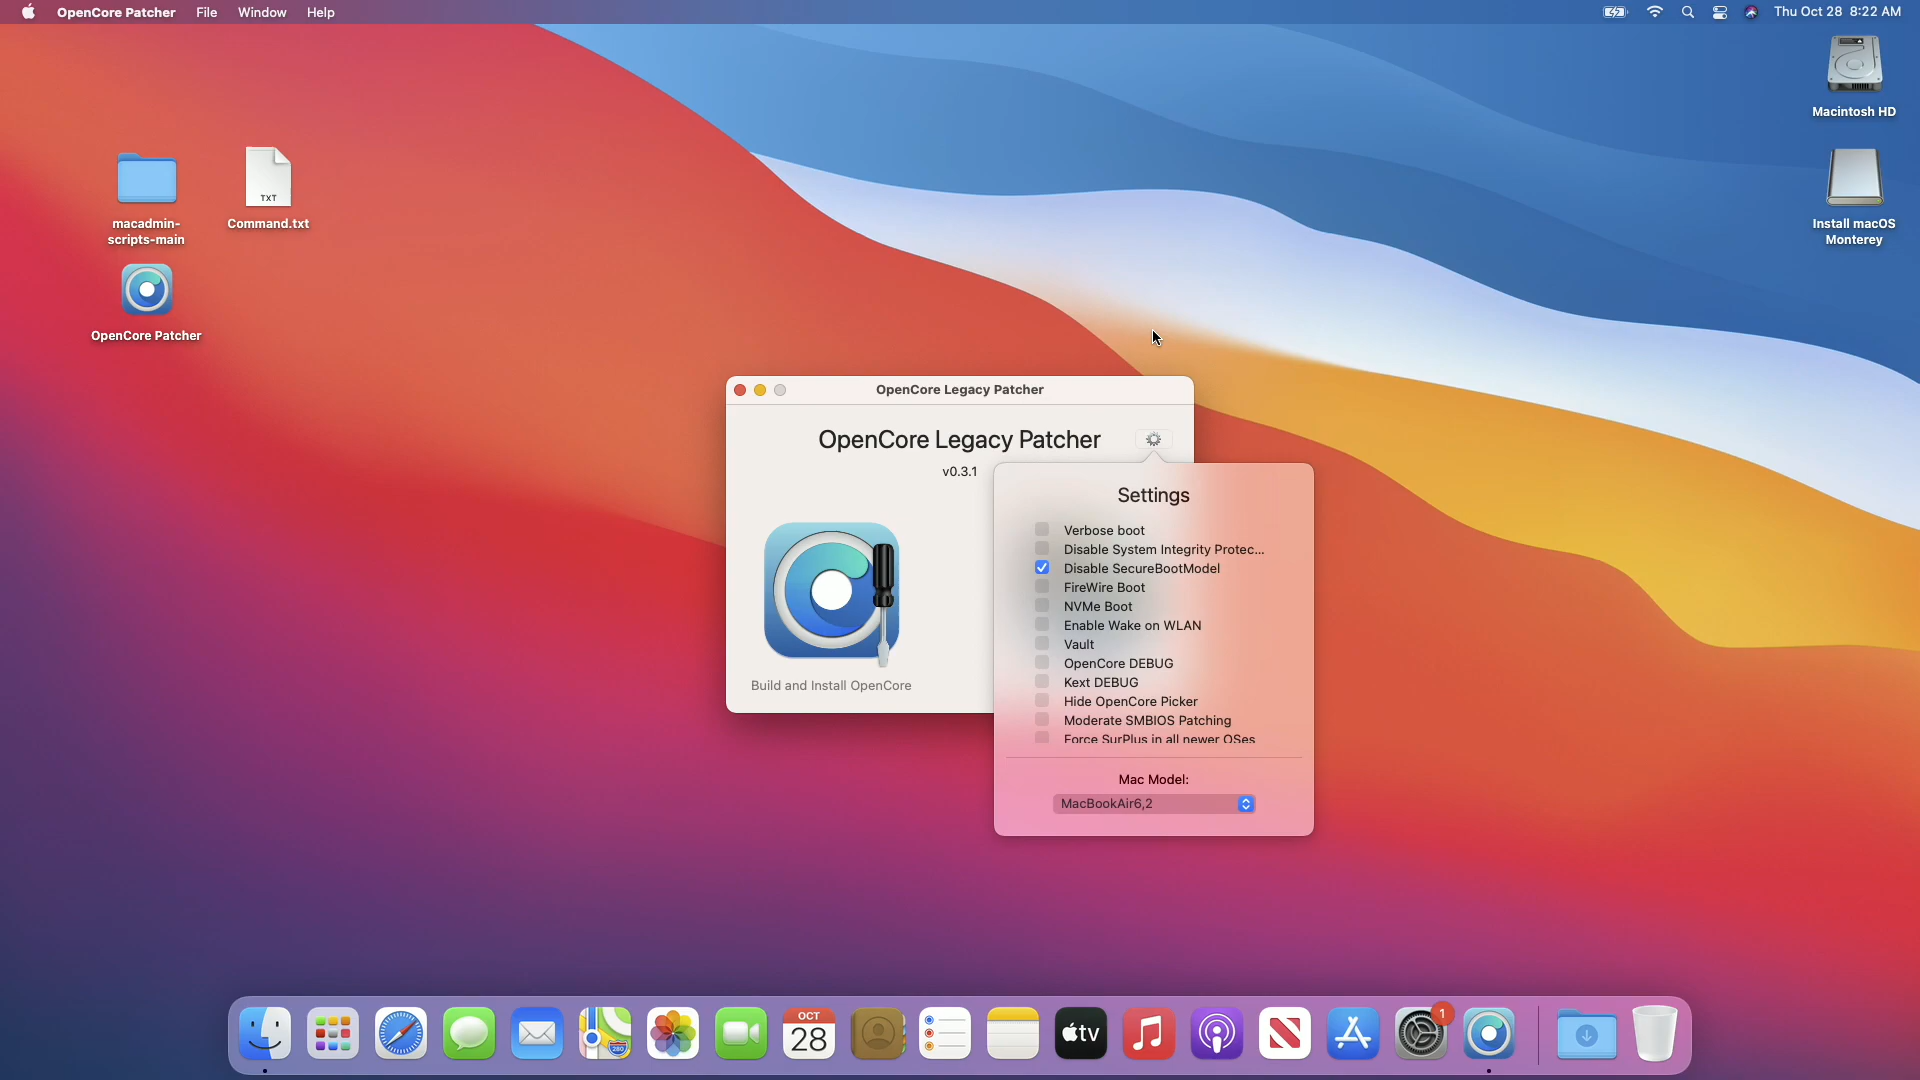 OpenCore Patcher File Window Help
Thu Oct 28 8:22 AM
Macintosh HD
TXT
macadmin-
scripts-main
Command.txt
Install macOS
Monterey
OpenCore Patcher
OpenCore Legacy Patcher
OpenCore Legacy Patcher
v0.3.1
Build and Install OpenCore
Settings
Verbose boot
Disable System Integrity Protec...
Disable SecureBootModel
FireWire Boot
NVMe Boot
Enable Wake on WLAN
Vault
OpenCore DEBUG
Kext DEBUG
Hide OpenCore Picker
Moderate SMBIOS Patching
Force SurPlus in all newer OSes
Mac Model:
MacBookAir6,2
280
OCT
28
tv
1